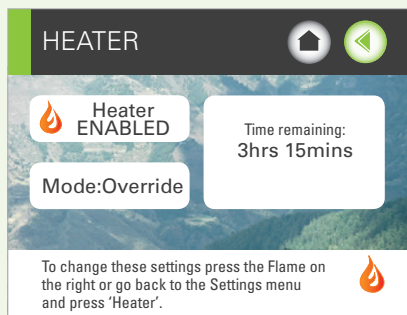 HEATER
Heater
ENABLED
Mode:Override
Time remaining:
3hrs 15mins
To change these settings press the Flame on
the right or go back to the Settings menu
and press ‘Heater’.